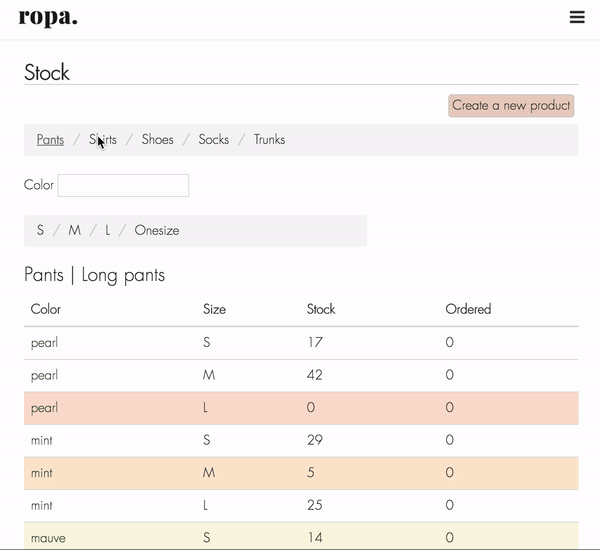 ropa.
Stock
Create a new product
Pants / Shirts / Shoes / Socks / Trunks
Color
S / M / L / Onesize
Pants | Long pants
Color Size Stock Ordered
pearl S 17 0
pearl M 42 0
pearl L 0 0
mint S 29 0
mint M 5 0
mint L 25 0
mauve S 14 0